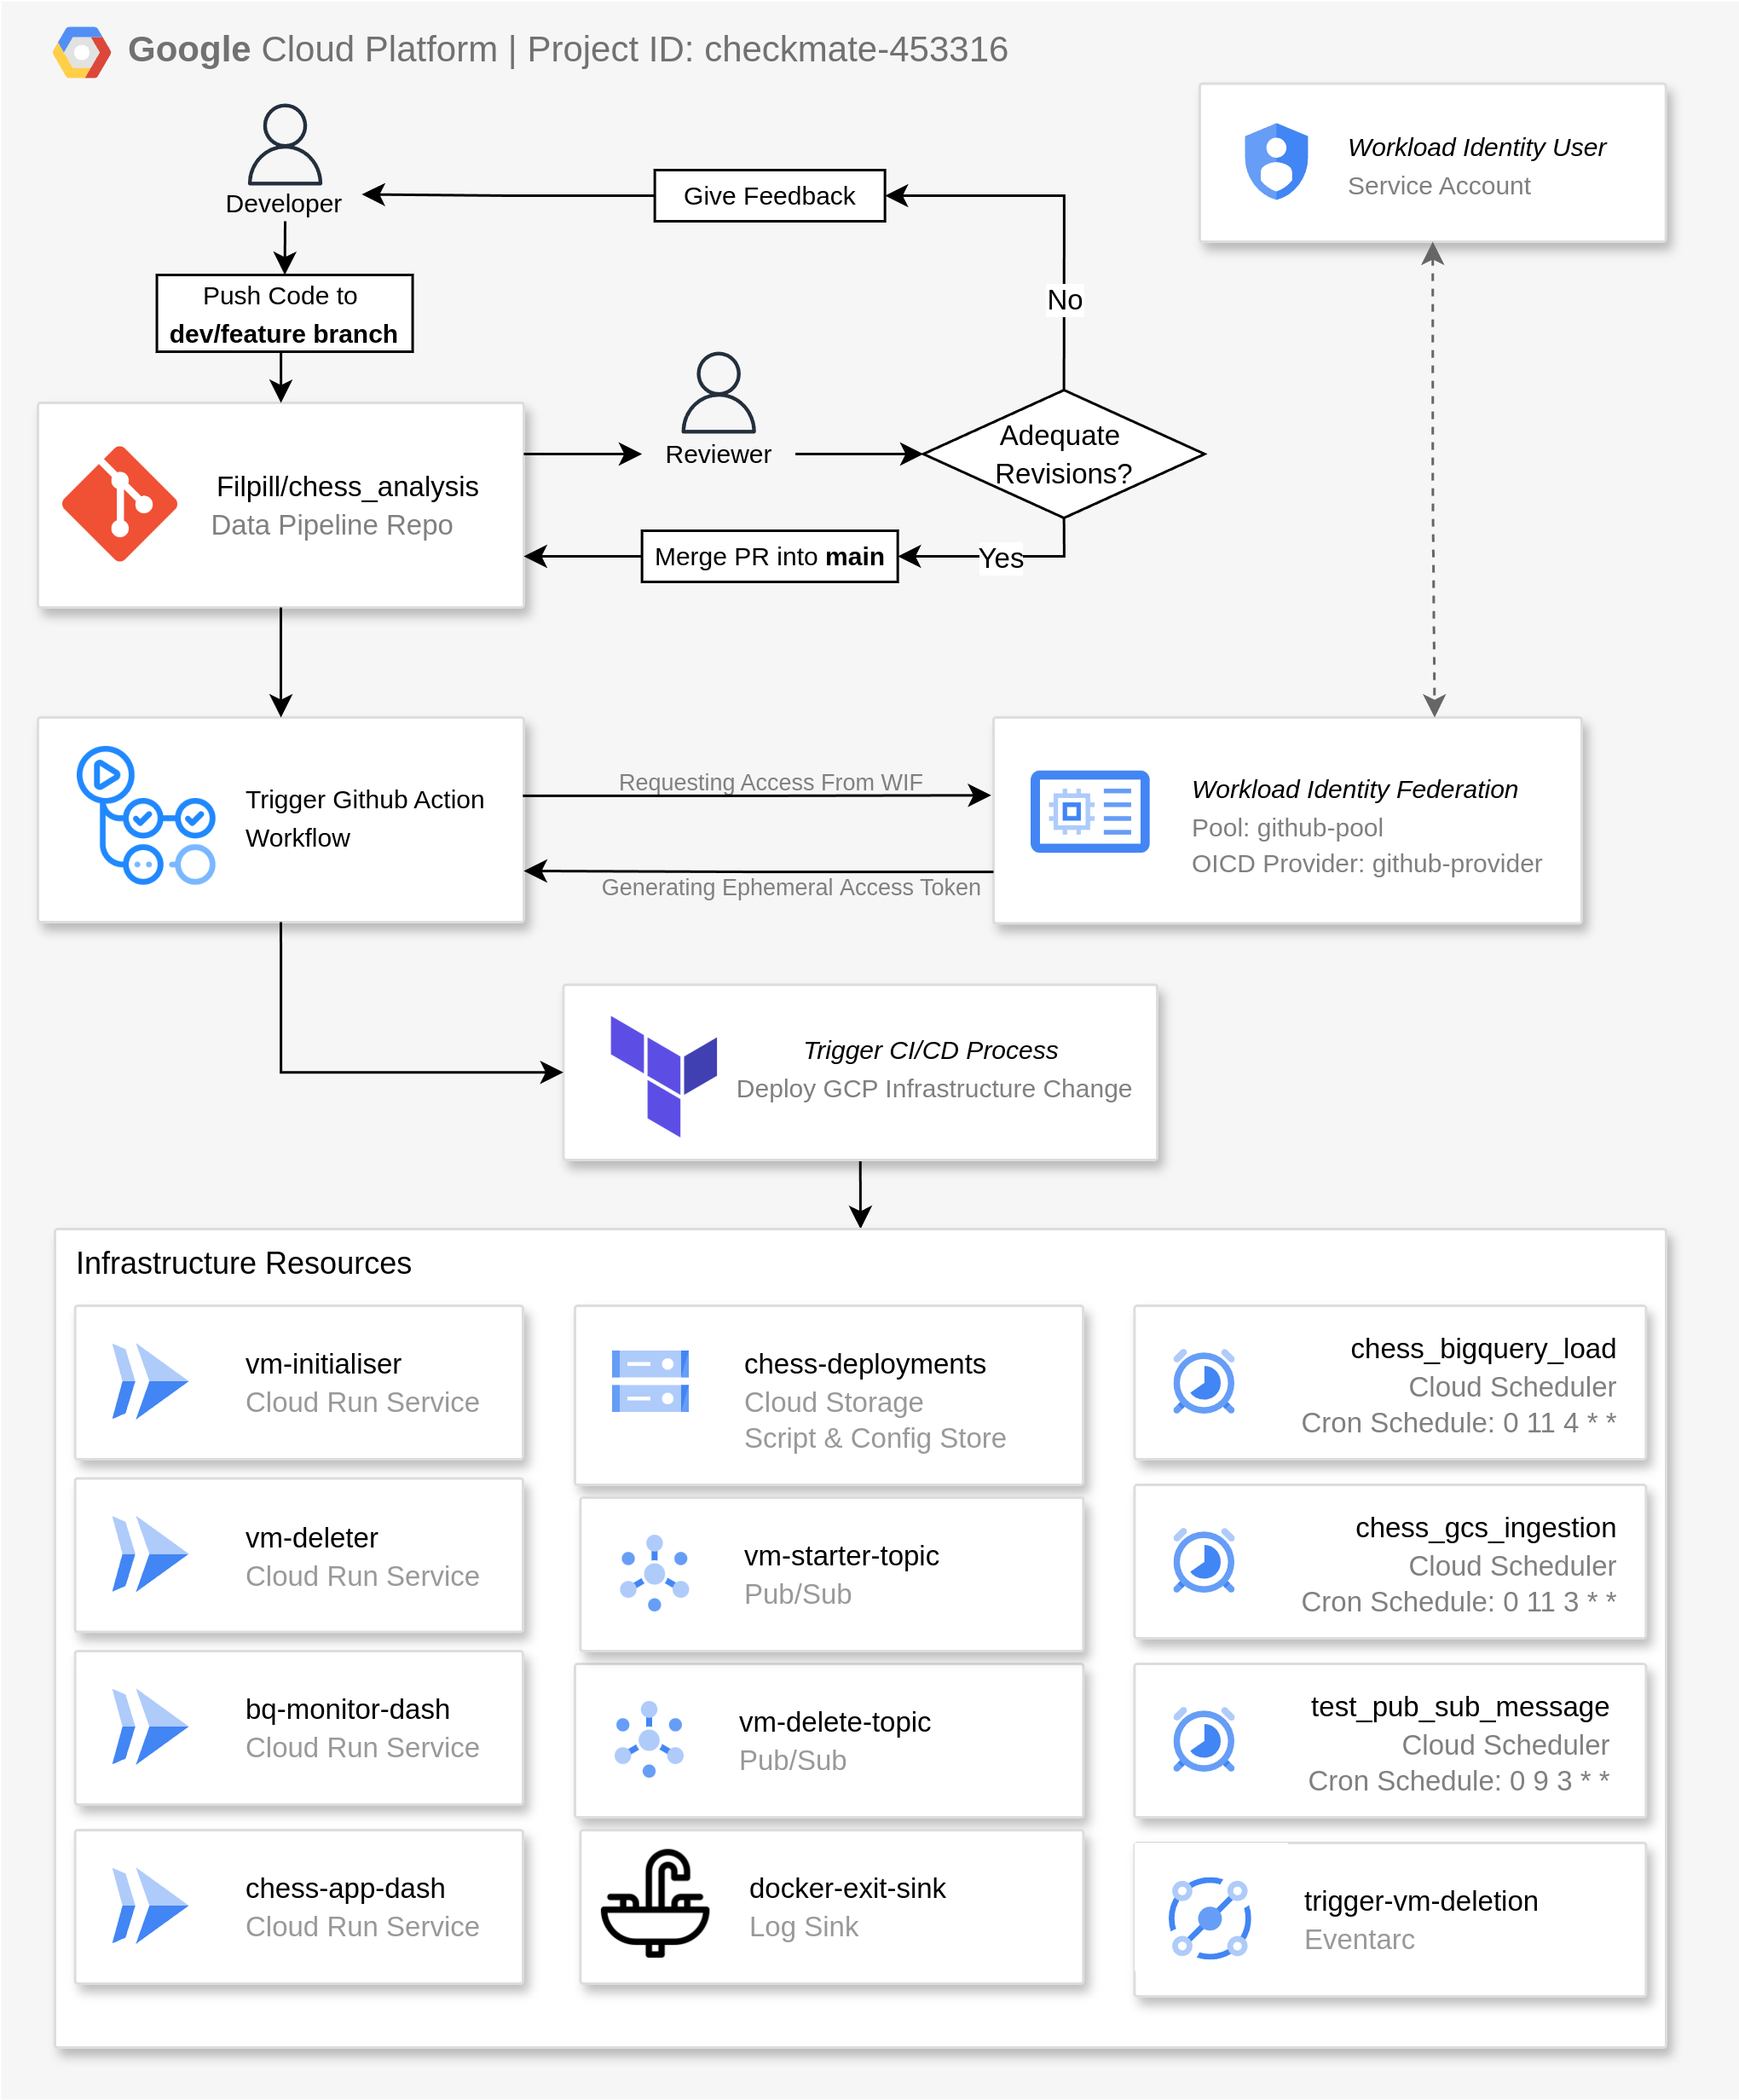 Google Cloud Platform | Project ID: checkmate-453316
Workload Identity User
Service Account
Developer
Give Feedback
Push Code to
dev/feature branch
No
Reviewer
Adequate
Revisions?
Filpill/chess_analysis
Data Pipeline Repo
Merge PR into main
Yes
Trigger Github Action
Workflow
Requesting Access From WIF
Generating Ephemeral Access Token
Workload Identity Federation
Pool: github-pool
OICD Provider: github-provider
Trigger CI/CD Process
Deploy GCP Infrastructure Change
Infrastructure Resources
vm-initialiser
Cloud Run Service
vm-deleter
Cloud Run Service
bq-monitor-dash
Cloud Run Service
chess-app-dash
Cloud Run Service
chess-deployments
Cloud Storage
Script & Config Store
vm-starter-topic
Pub/Sub
vm-delete-topic
Pub/Sub
docker-exit-sink
Log Sink
chess_bigquery_load
Cloud Scheduler
Cron Schedule: 0 11 4 * *
chess_gcs_ingestion
Cloud Scheduler
Cron Schedule: 0 11 3 * *
test_pub_sub_message
Cloud Scheduler
Cron Schedule: 0 9 3 * *
trigger-vm-deletion
Eventarc